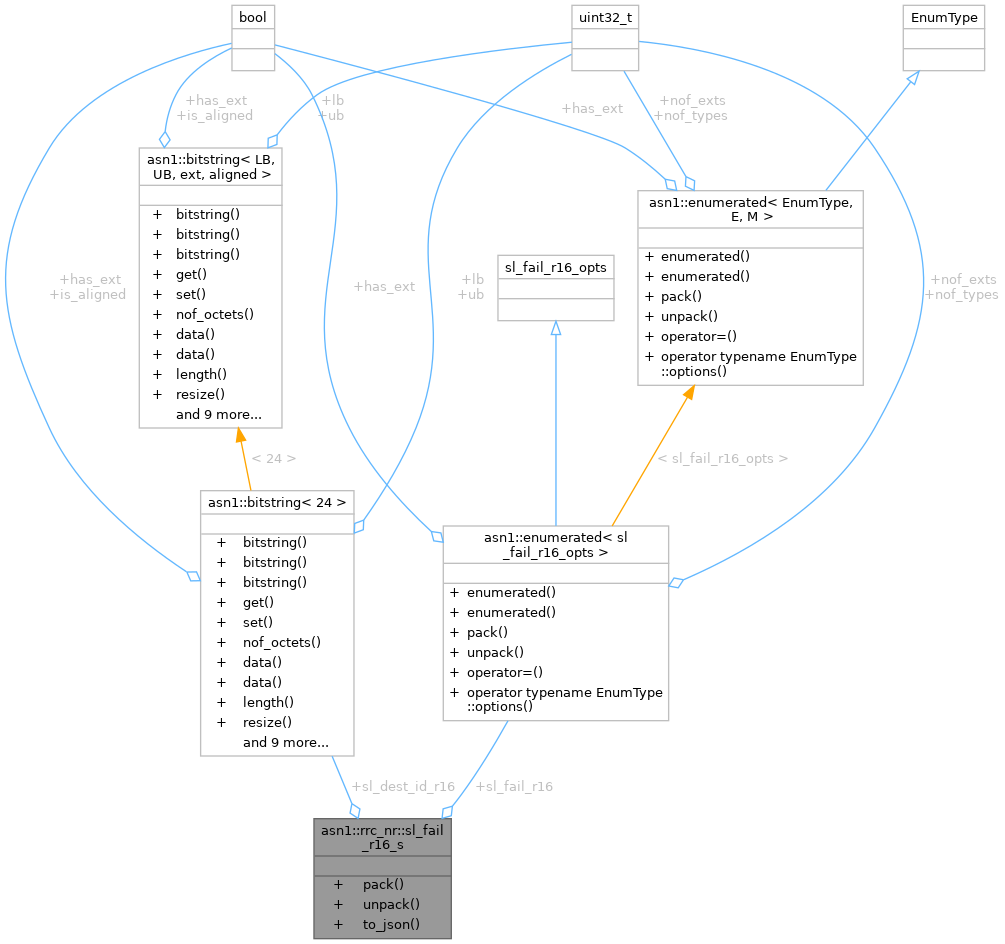 bool
uint32_t
EnumType
+has_ext
+is_aligned
+lb
+ub
+has_ext
+nof_exts
+nof_types
asn1::bitstring< LB,
UB, ext, aligned >
+ bitstring()
+ bitstring()
+ bitstring()
+ get()
+ set()
+ nof_octets()
+ data()
+ data()
+ length()
+ resize()
and 9 more...
asn1::enumerated< EnumType,
E, M >
+ enumerated()
+ enumerated()
+ pack()
+ unpack()
+ operator=()
+ operator typename EnumType
::options()
sl_fail_r16_opts
+has_ext
+is_aligned
+has_ext
+lb
+ub
+nof_exts
+nof_types
< 24 >
< sl_fail_r16_opts >
asn1::bitstring< 24 >
+ bitstring()
+ bitstring()
+ bitstring()
+ get()
+ set()
+ nof_octets()
+ data()
+ data()
+ length()
+ resize()
and 9 more...
asn1::enumerated< sl
_fail_r16_opts >
+ enumerated()
+ enumerated()
+ pack()
+ unpack()
+ operator=()
+ operator typename EnumType
::options()
+sl_dest_id_r16
+sl_fail_r16
asn1::rrc_nr::sl_fail
_r16_s
+ pack()
+ unpack()
+ to_json()